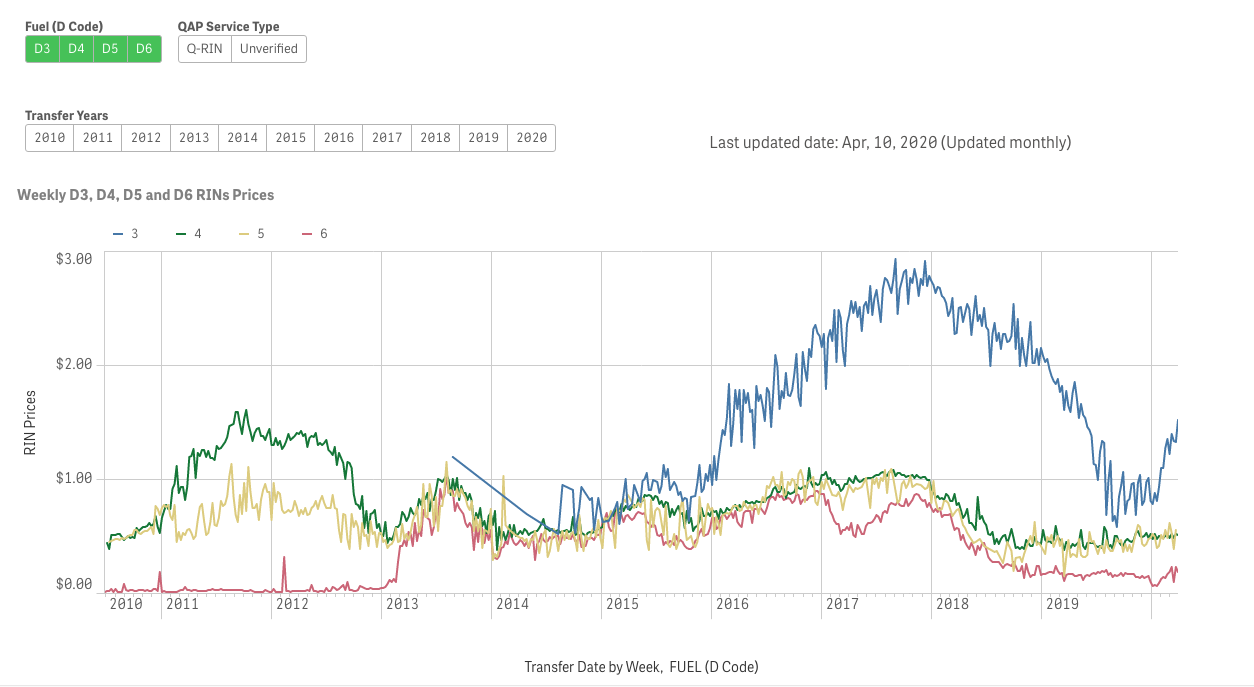 Fuel (D Code) QAP Service Type
D3 D4 D5 D6 Q-RIN Unverified
Transfer Years
2010 2011 2012 2013 2014 2015 2016 2017 2018 2019 2020
Last updated date: Apr, 10, 2020 (Updated monthly)
Weekly D3, D4, D5 and D6 RINs Prices
3 4 5 6
$3.00
$2.00
$1.00
$0.00
RIN Prices
2010 2011 2012 2013 2014 2015 2016 2017 2018 2019
Transfer Date by Week, FUEL (D Code)